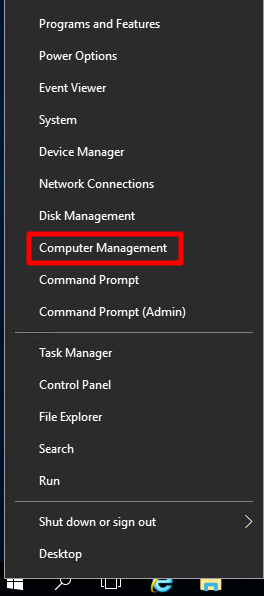 Programs and Features
Power Options
Event Viewer
System
Device Manager
Network Connections
Disk Management
Computer Management
Command Prompt
Command Prompt (Admin)
Task Manager
Control Panel
File Explorer
Search
Run
Shut down or sign out
Desktop